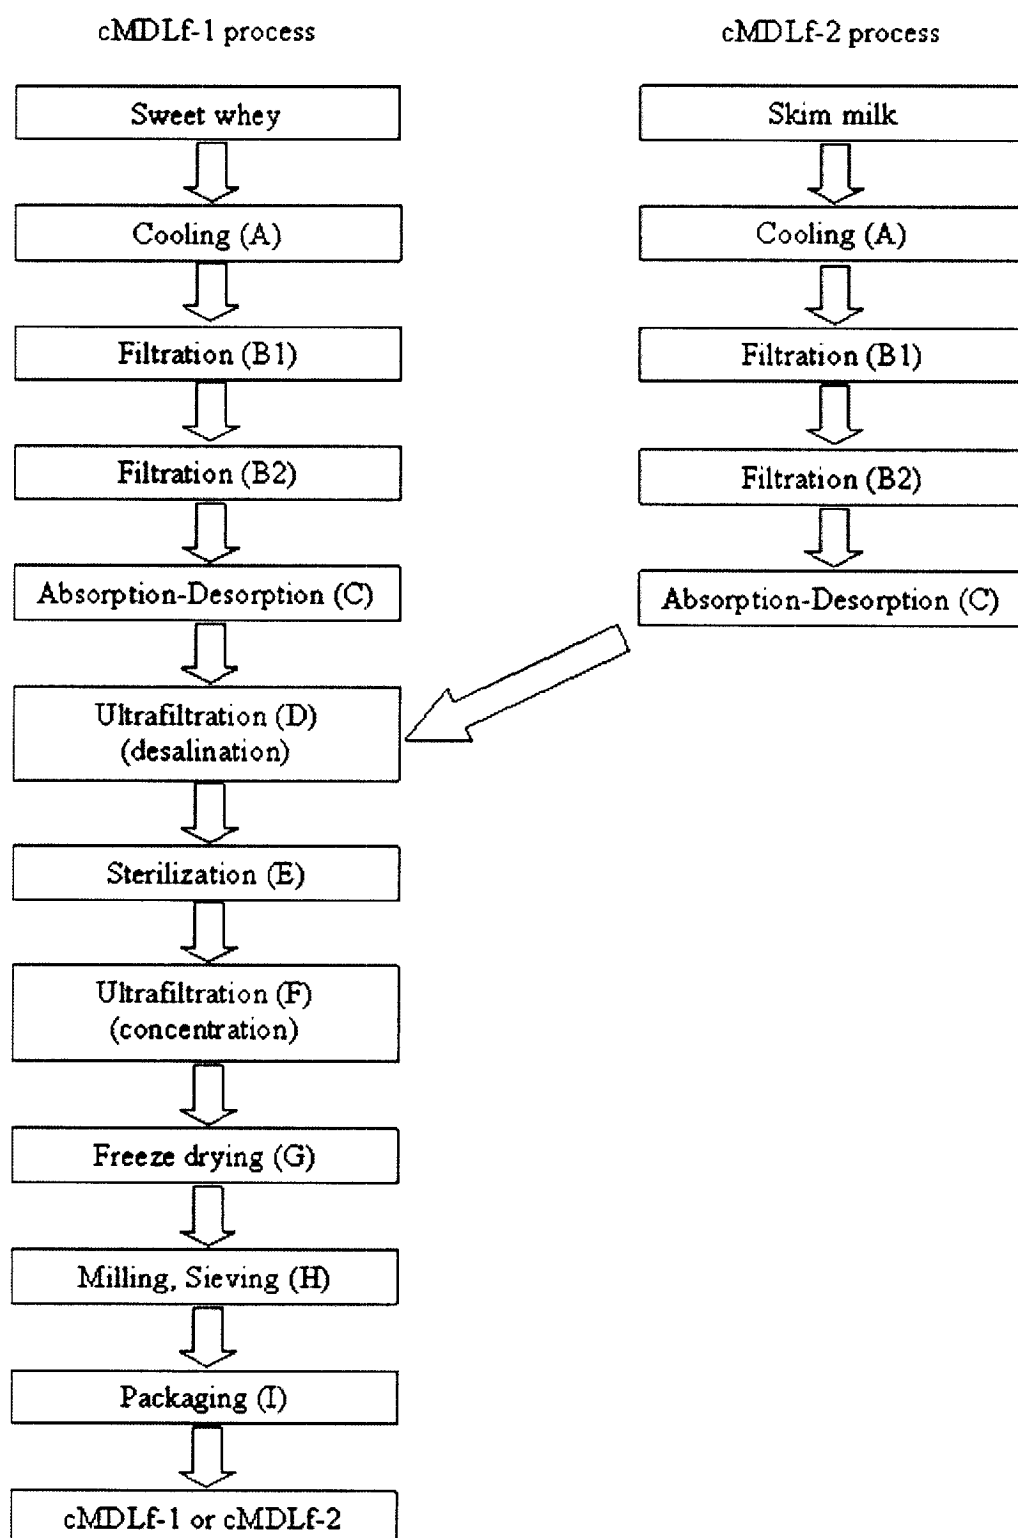 cMDLf-1 process
Sweet whey
Cooling (A)
Filtration (B1)
Filtration (B2)
Absorption-Desorption (C)
Ultrafiltration (D)
(desalination)
Sterilization (E)
Ultrafiltration (F)
(concentration)
Freeze drying (G)
Milling, Sieving (H)
Packaging (I)
cMDLf-1 or cMDLf-2
cMDLf-2 process
Skim milk
Cooling (A)
Filtration (B1)
Filtration (B2)
Absorption-Desorption (C)